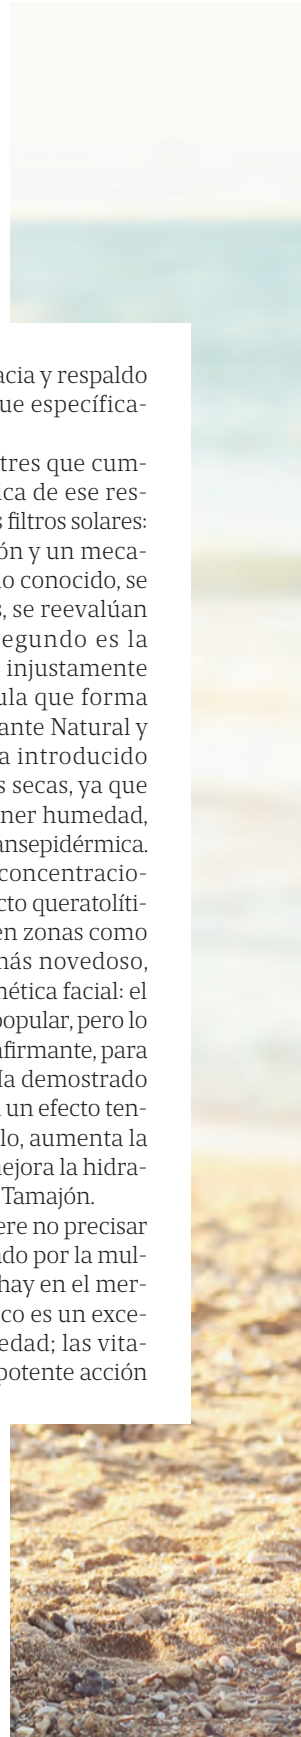 acia y respaldo
ue específica-
tres que cum-
ica de ese res-
s filtros solares:
ón y un meca-
o conocido, se
s, se reevalúan
egundo es la
injustamente
ula que forma
ante Natural y
a introducido
s secas, ya que
ner humedad,
ansepidérmica.
concentracio-
cto queratolíti-
en zonas como
más novedoso,
nética facial: el
popular, pero lo
afirmante, para
Ha demostrado
un efecto ten-
lo, aumenta la
nejora la hidra-
Tamajón.
ere no precisar
ado por la mul-
hay en el mer-
co es un exce-
edad; las vita-
potente acción